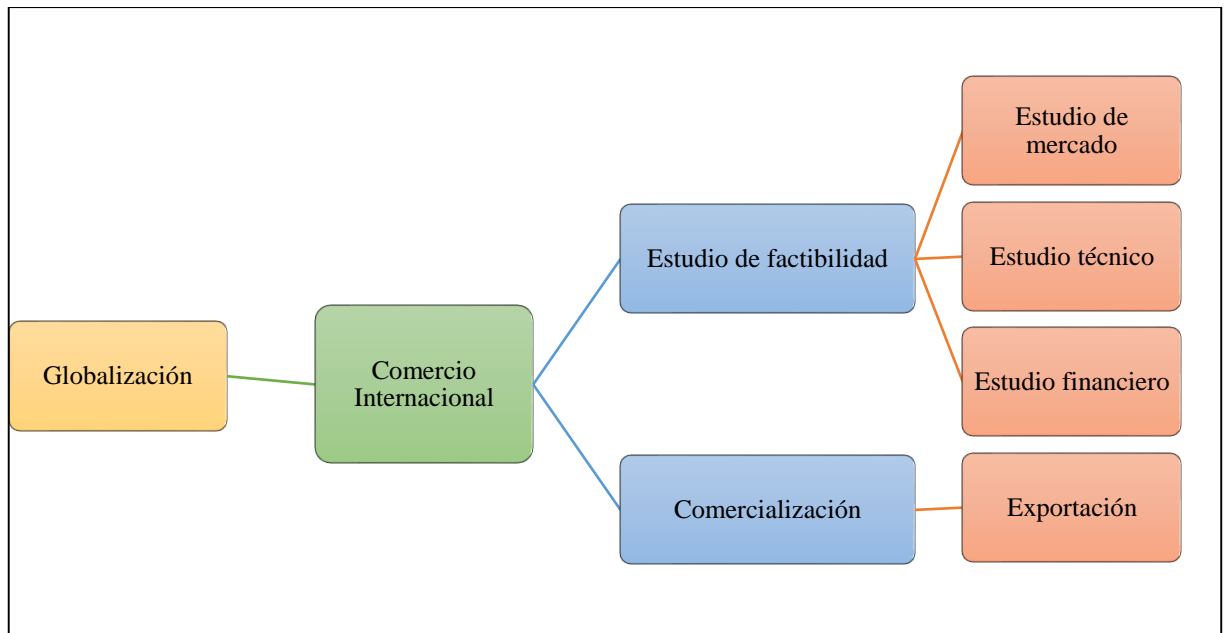 Globalización
Comercio
Internacional
Estudio de factibilidad
Comercialización
Estudio de
mercado
Estudio técnico
Estudio financiero
Exportación